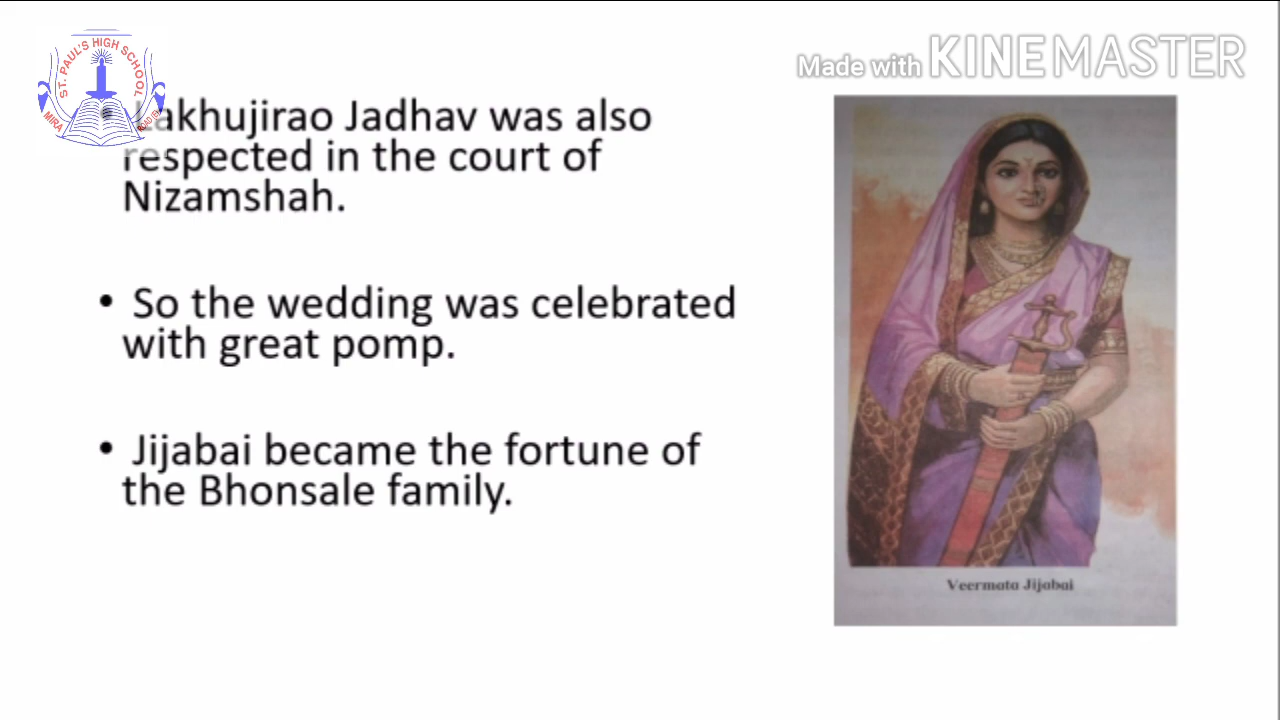 ST. PAUL'S HIGH SCHOOL
MIRA
Made with KINEMASTER
• Lakhujirao Jadhav was also
respected in the court of
Nizamshah.
• So the wedding was celebrated
with great pomp.
• Jijabai became the fortune of
the Bhonsale family.
Veermata Jijabai